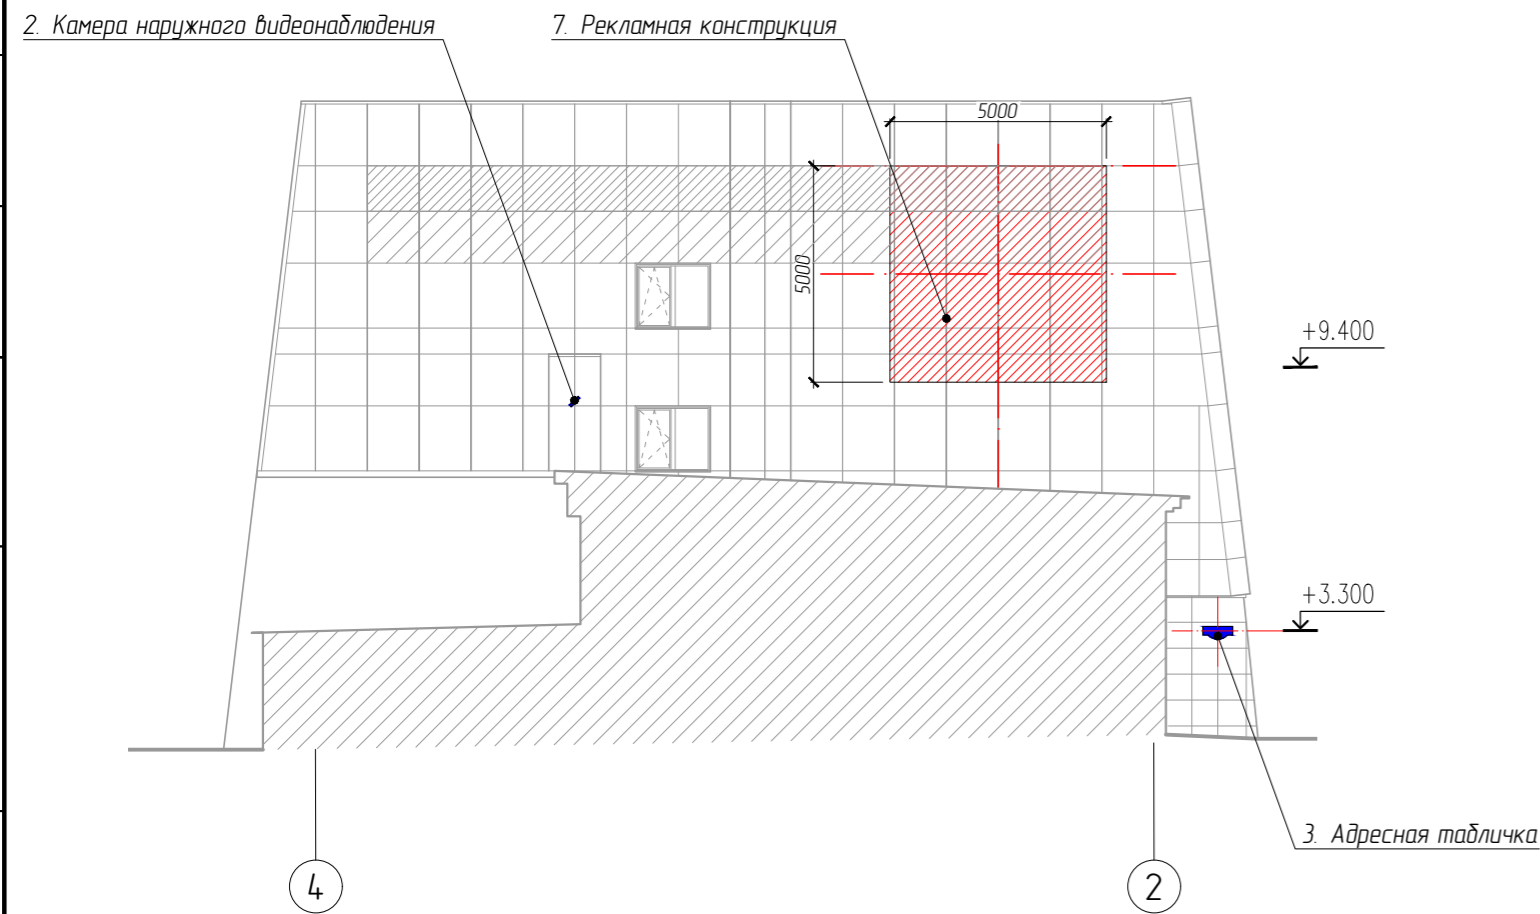 2. Камера наружного видеонаблюдения
7. Рекламная конструкция
5000
5000
+9.400
+3.300
3. Адресная табличка
4
2